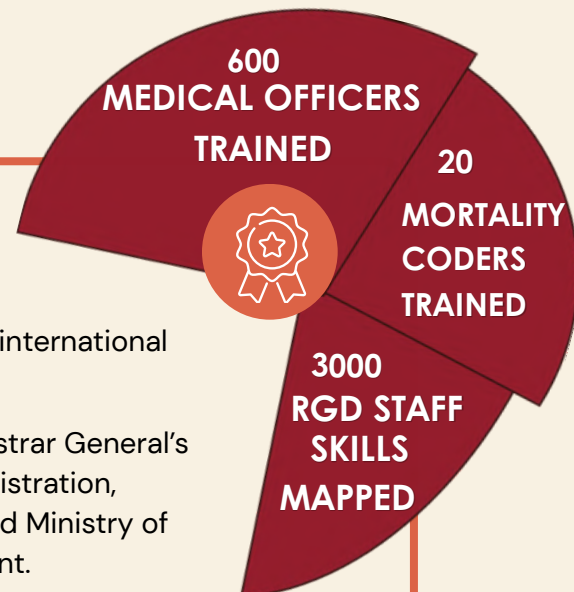 600
MEDICAL OFFICERS
TRAINED
20
MORTALITY
CODERS
TRAINED
international
3000
RGD STAFF
SKILLS
MAPPED
strar General's
istration,
d Ministry of
nt.